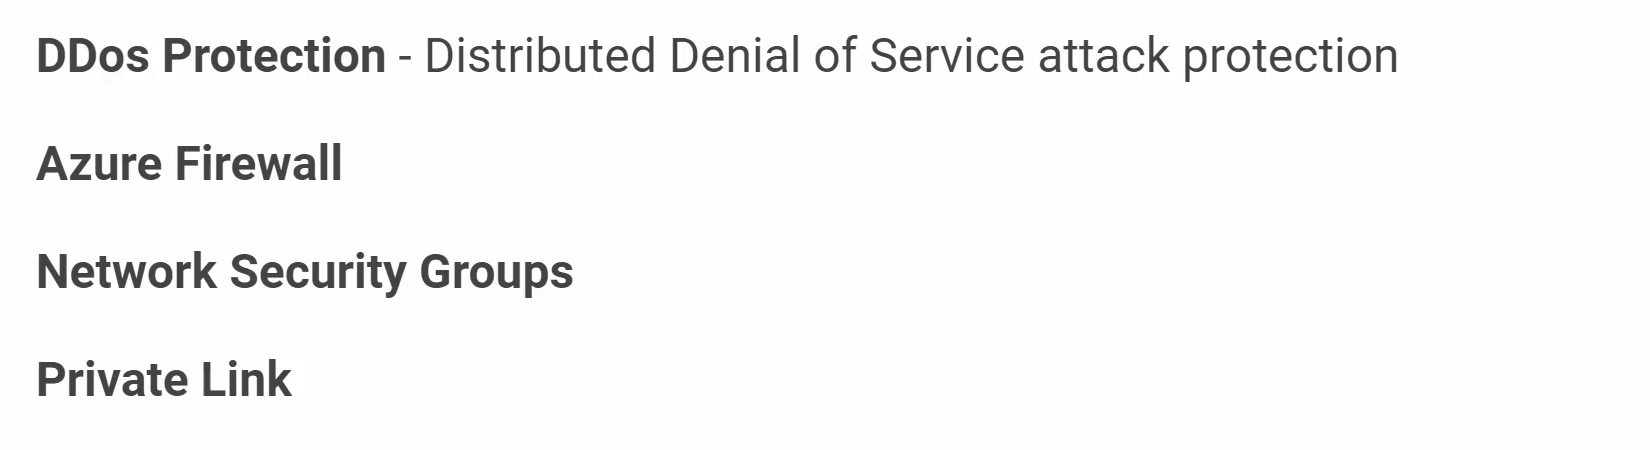 DDos Protection - Distributed Denial of Service attack protection
Azure Firewall
Network Security Groups
Private Link